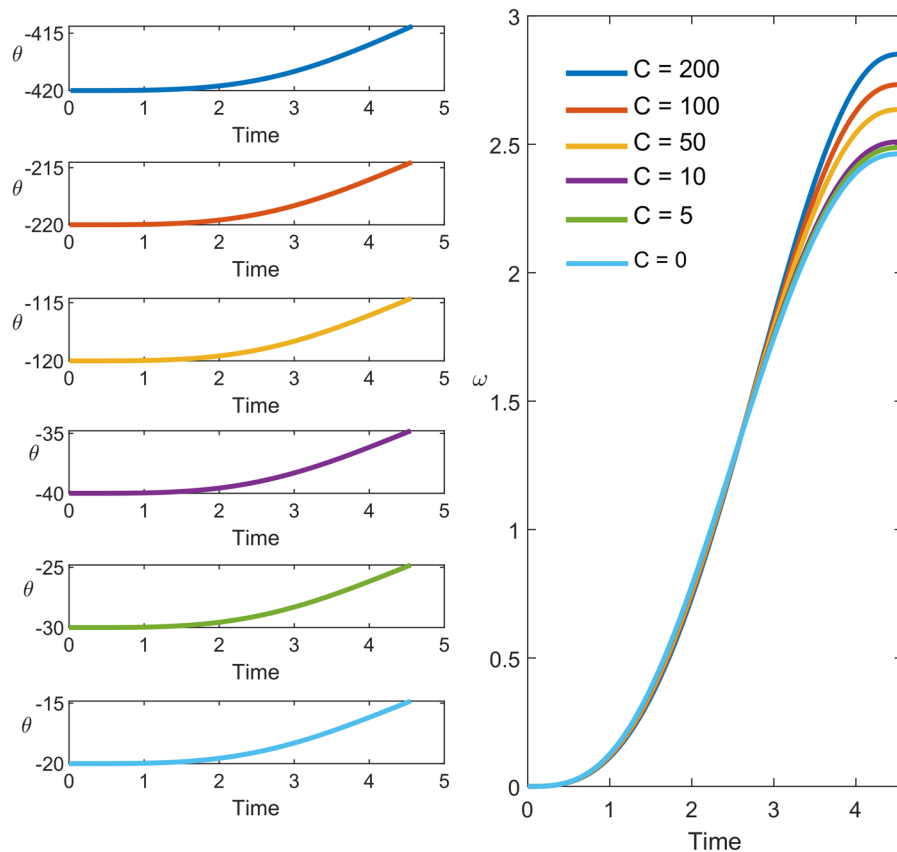 -415
θ
-420
0 1 2 3 4 5
Time
-215
θ
-220
0 1 2 3 4 5
Time
-115
θ
-120
0 1 2 3 4 5
Time
-35
θ
-40
0 1 2 3 4 5
Time
-25
θ
-30
0 1 2 3 4 5
Time
-15
θ
-20
0 1 2 3 4 5
Time
3
2.5
2
1.5
ω
1
0.5
0
C = 200
C = 100
C = 50
C = 10
C = 5
C = 0
0 1 2 3 4
Time